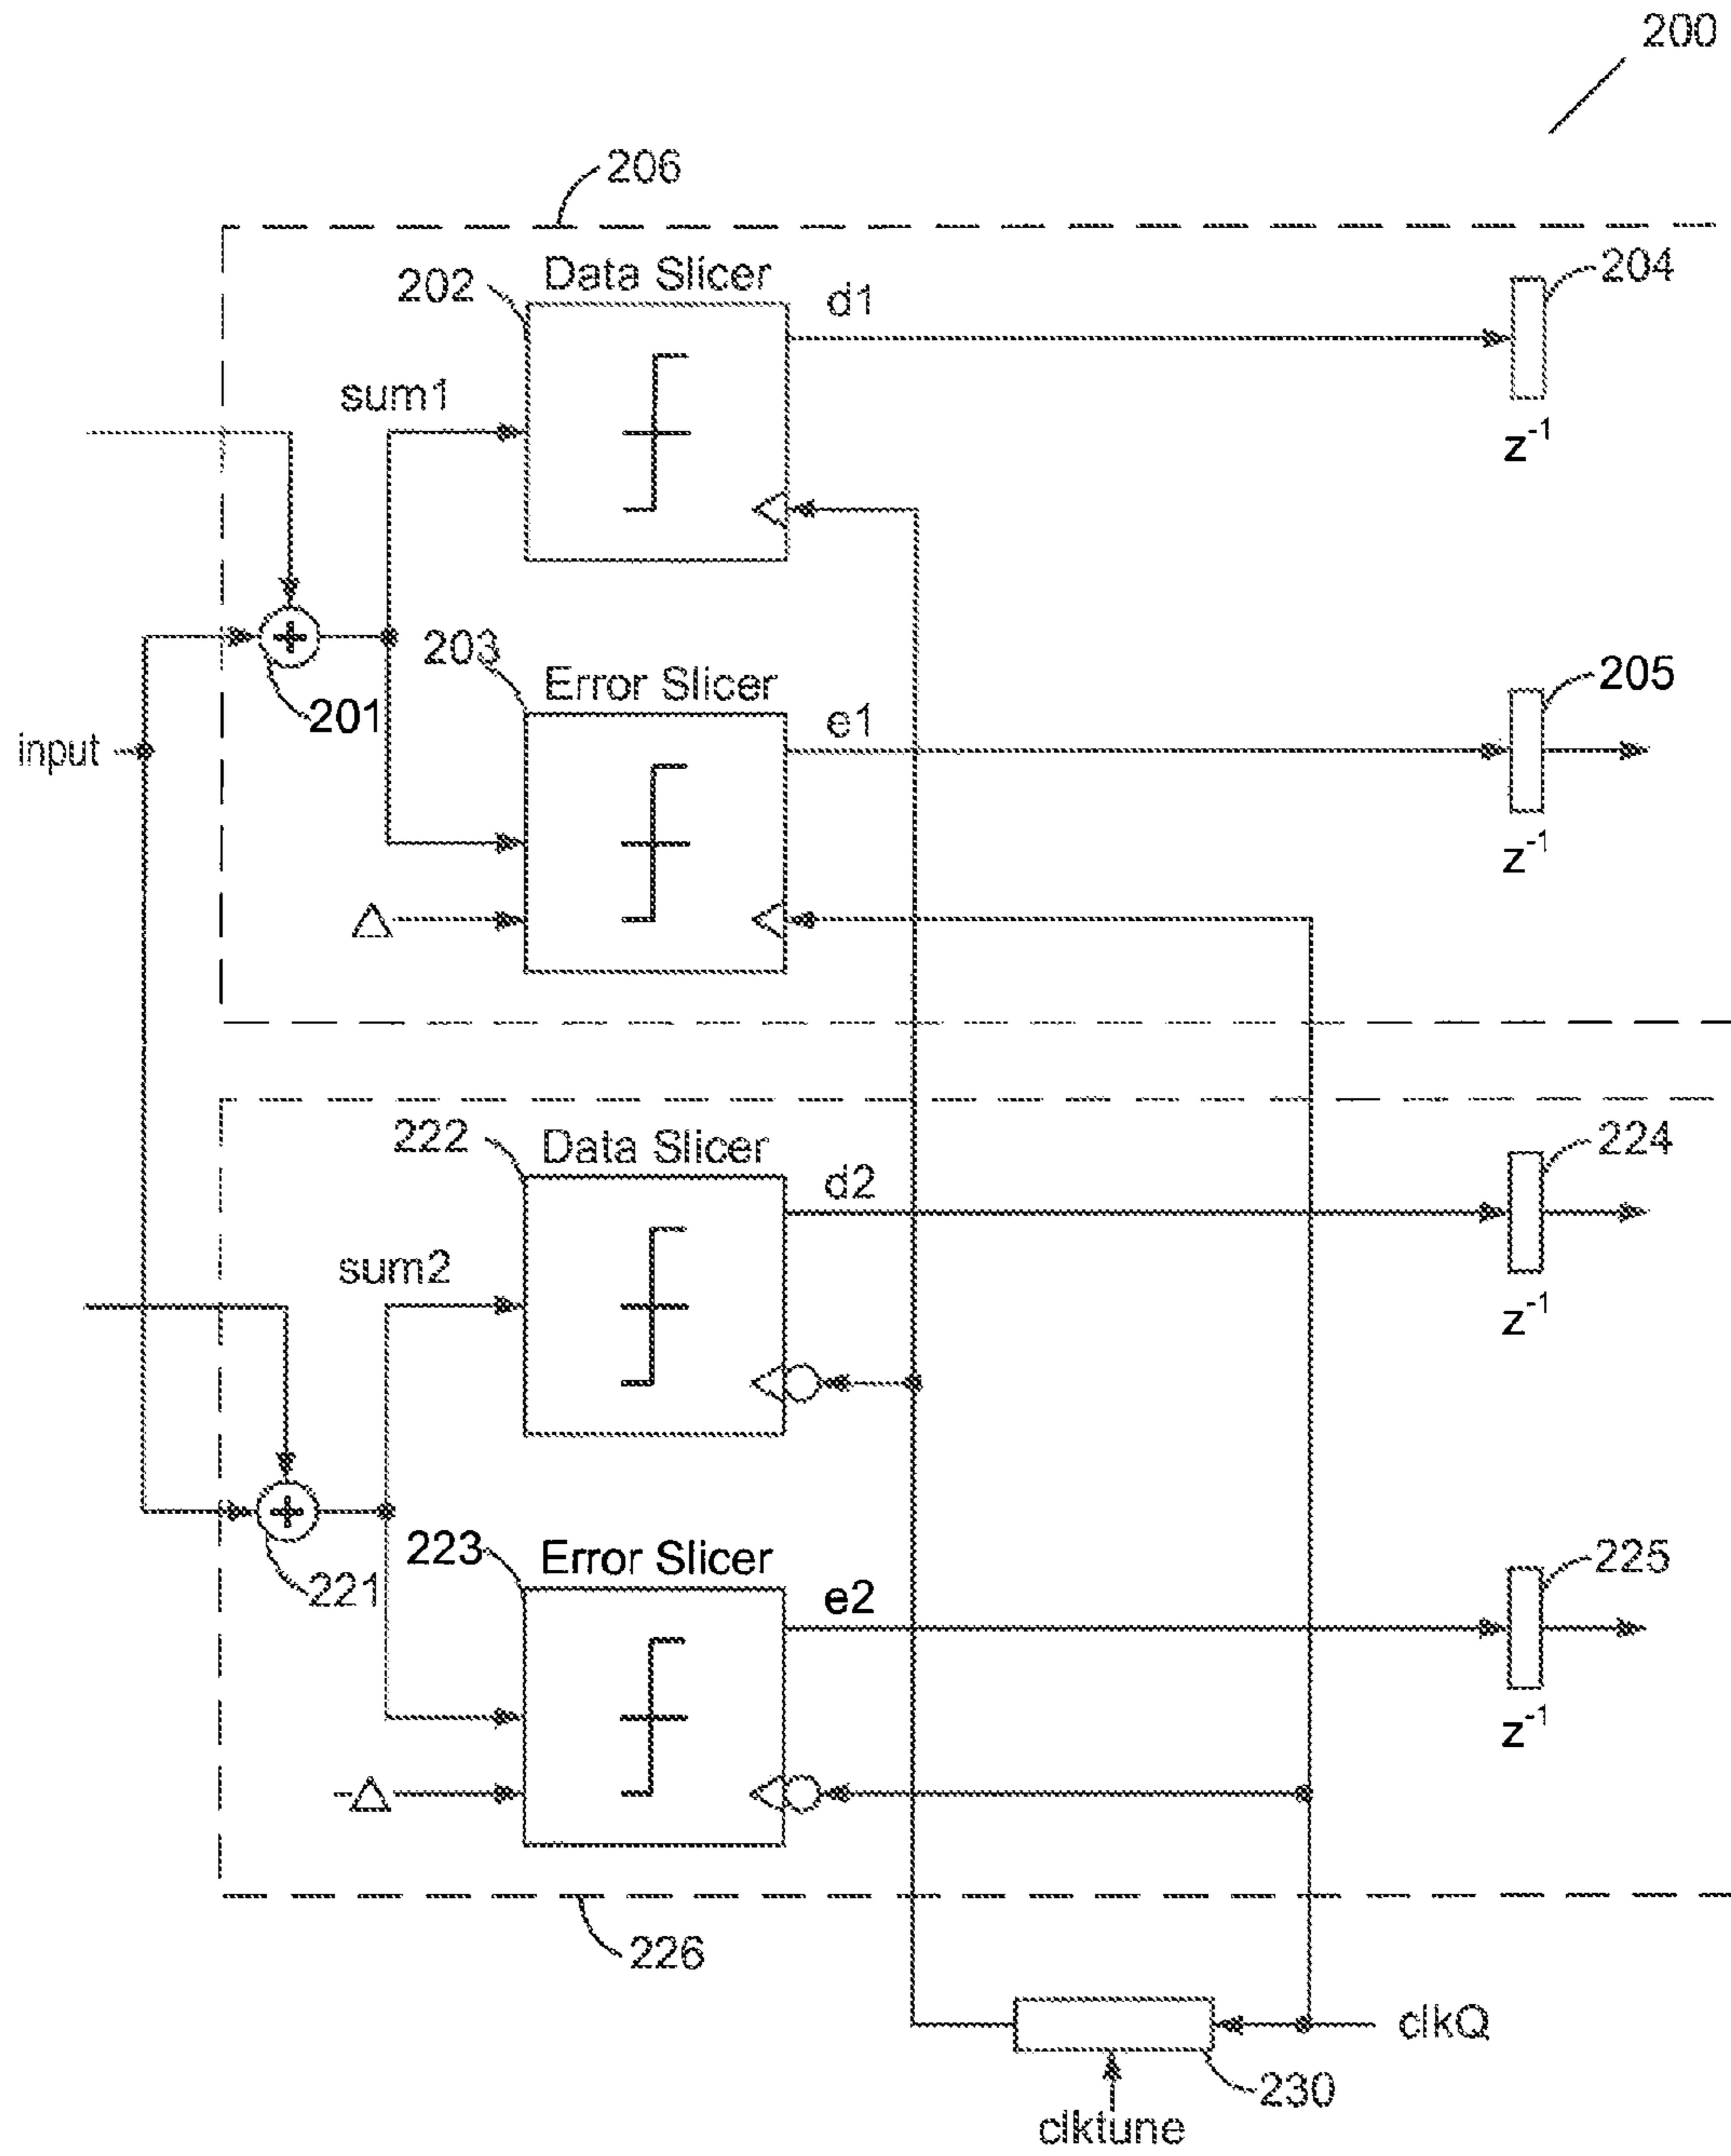 200
206
Data Slicer
202
d1
204
sum1
z⁻¹
203
Error Slicer
205
201
e1
input
z⁻¹
Δ
222
Data Slicer
224
d2
sum2
z⁻¹
223
Error Slicer
225
221
e2
z⁻¹
-Δ
226
clkQ
230
clktune